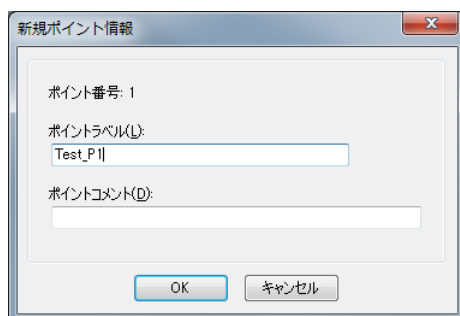 新規ポイント情報
ポイント番号: 1
ポイントラベル(L):
Test_P1
ポイントコメント(D):
OK キャンセル